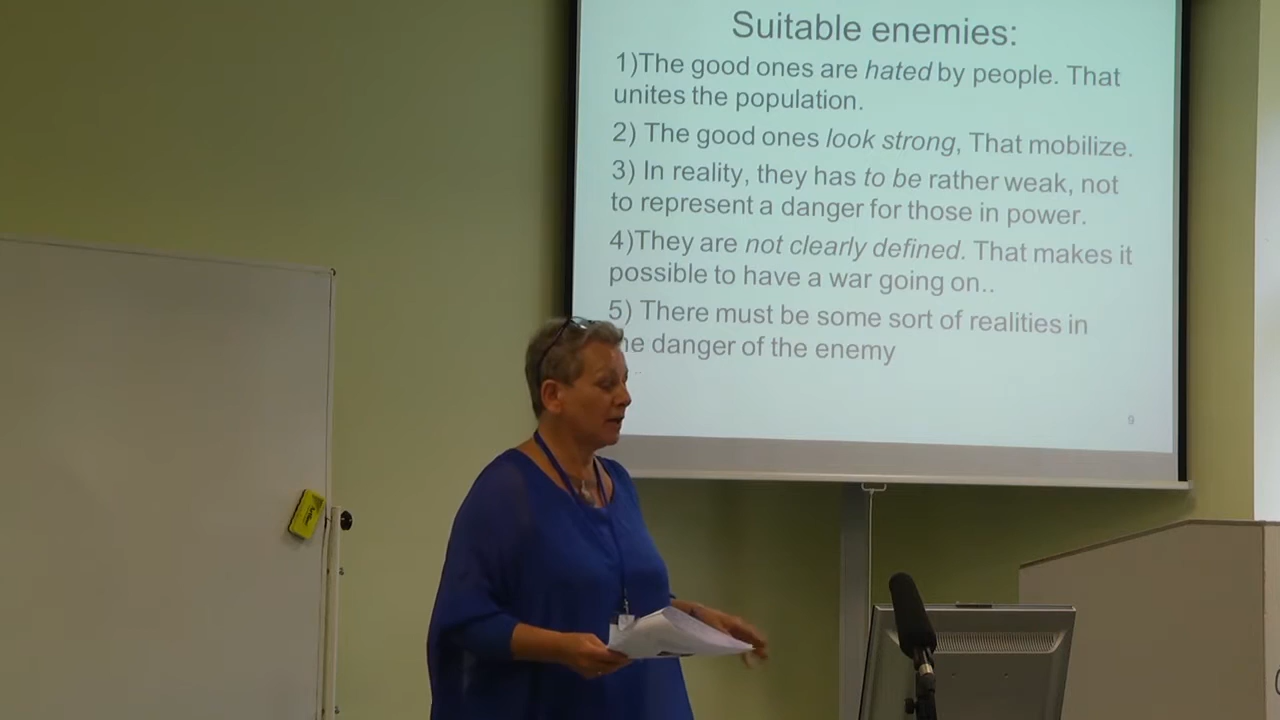 Suitable enemies:
1)The good ones are hated by people. That
unites the population.
2) The good ones look strong, That mobilize.
3) In reality, they has to be rather weak, not
to represent a danger for those in power.
4)They are not clearly defined. That makes it
possible to have a war going on..
5) There must be some sort of realities in
he danger of the enemy
9